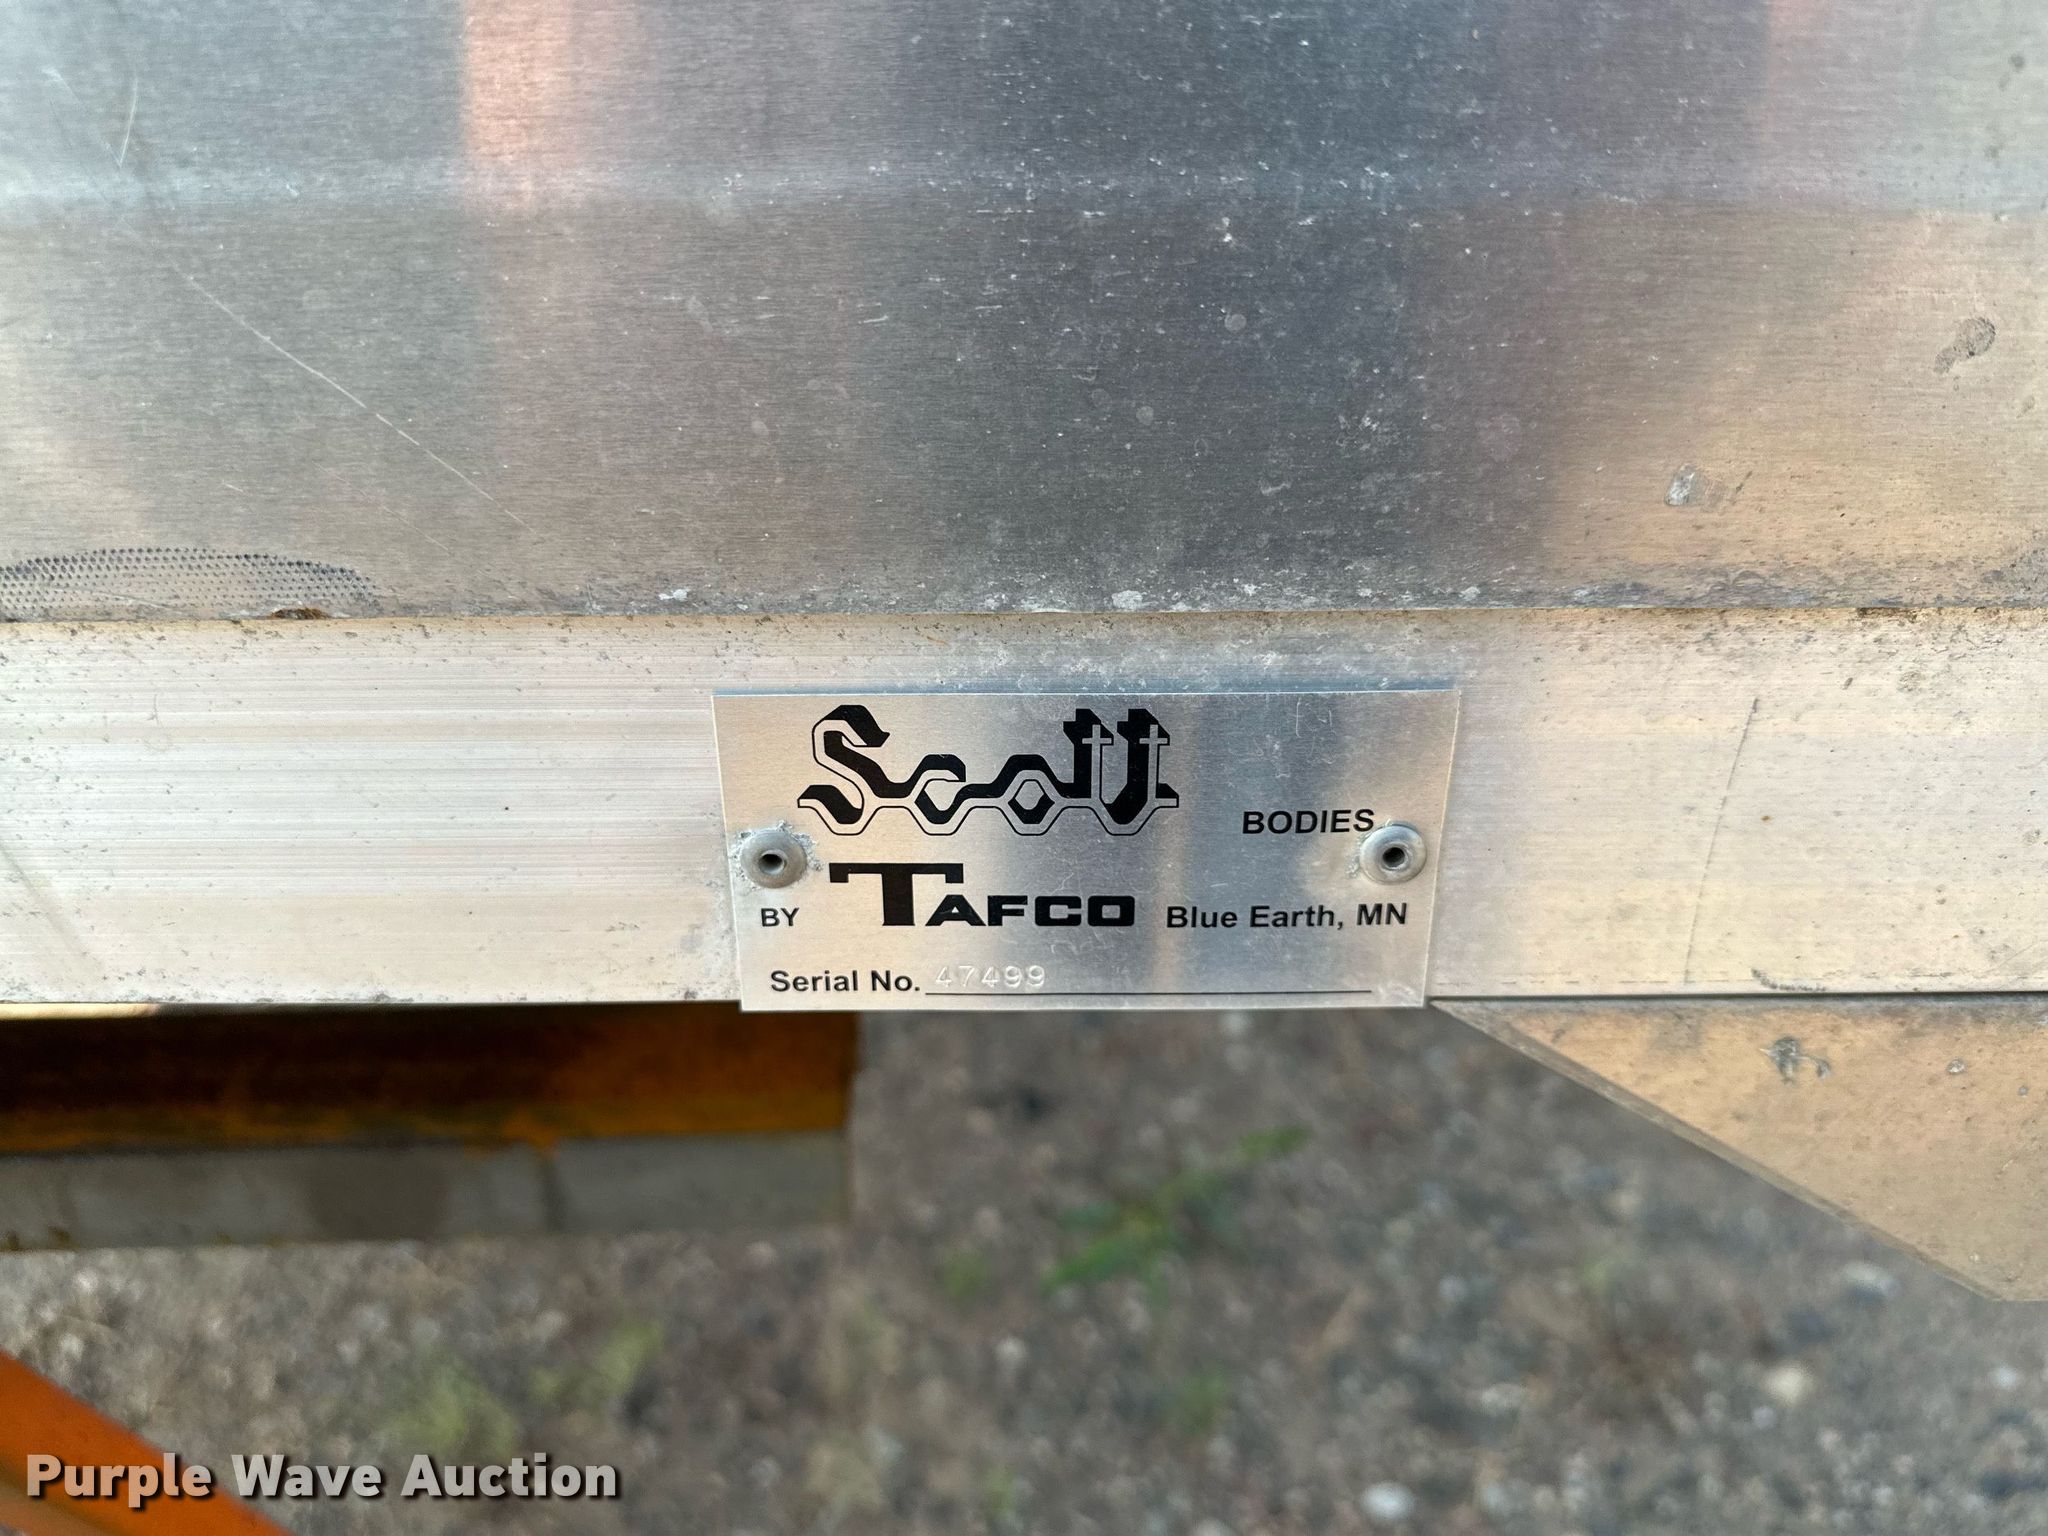 Scott BODIES
BY TAFCO Blue Earth, MN
Serial No. 47499
Purple Wave Auction